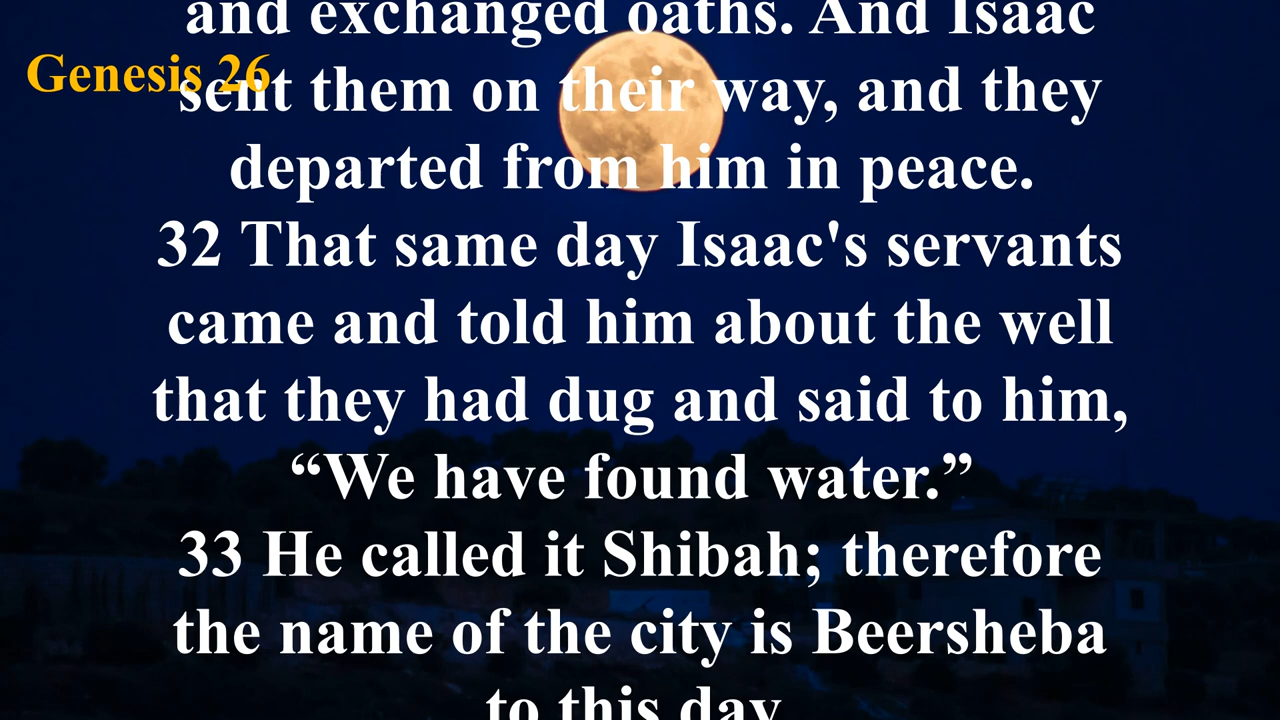 and exchanged oaths. And Isaac
Genesis 26
sent them on their way, and they
departed from him in peace.
32 That same day Isaac's servants
came and told him about the well
that they had dug and said to him,
“We have found water.”
33 He called it Shibah; therefore
the name of the city is Beersheba
to this day